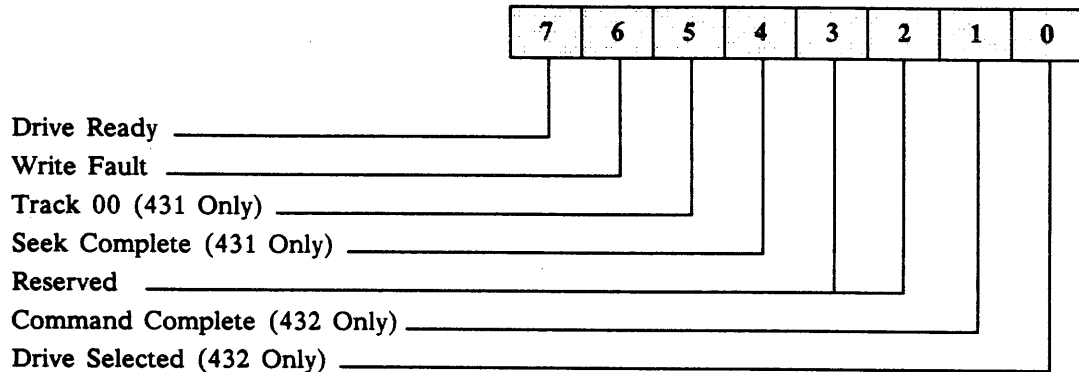 7 6 5 4 3 2 1 0
Drive Ready
Write Fault
Track 00 (431 Only)
Seek Complete (431 Only)
Reserved
Command Complete (432 Only)
Drive Selected (432 Only)